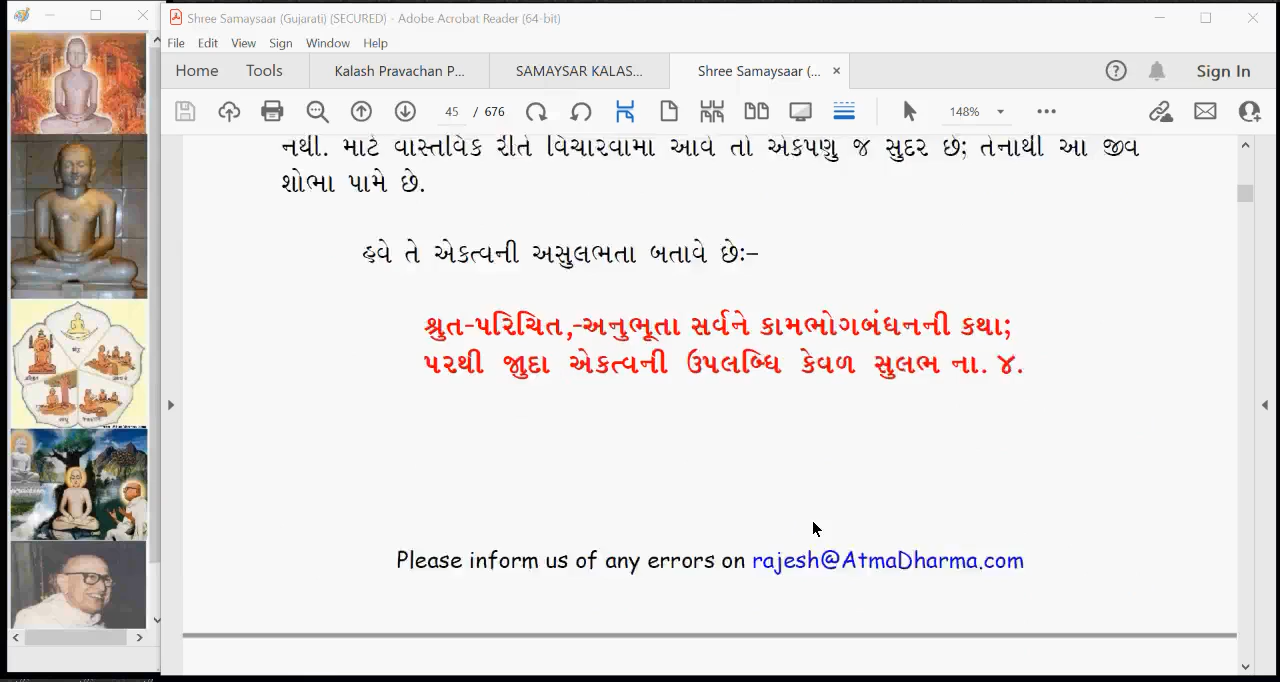 Shree Samaysaar (Gujarati) (SECURED) - Adobe Acrobat Reader (64-bit)
File Edit View Sign Window Help
Home Tools Kalash Pravachan P... SAMAYSAR KALAS... Shree Samaysaar (... × Sign In
45 / 676 148%
નથી. માટે વાસ્તવિક રીતે વિચારવામા આવે તો એકપણુ જ સુદર છે; તેનાથી આ જીવ
શોભા પામે છે.
હવે તે એકત્વની અસુલભતા બતાવે છેઃ-
શ્રુત-પરિચિત,-અનુભૂતા સર્વને કામભોગબંધનની કથા;
પરથી જુદા એકત્વની ઉપલબ્ધિ કેવળ સુલભ ના. ૪.
Please inform us of any errors on rajesh@AtmaDharma.com